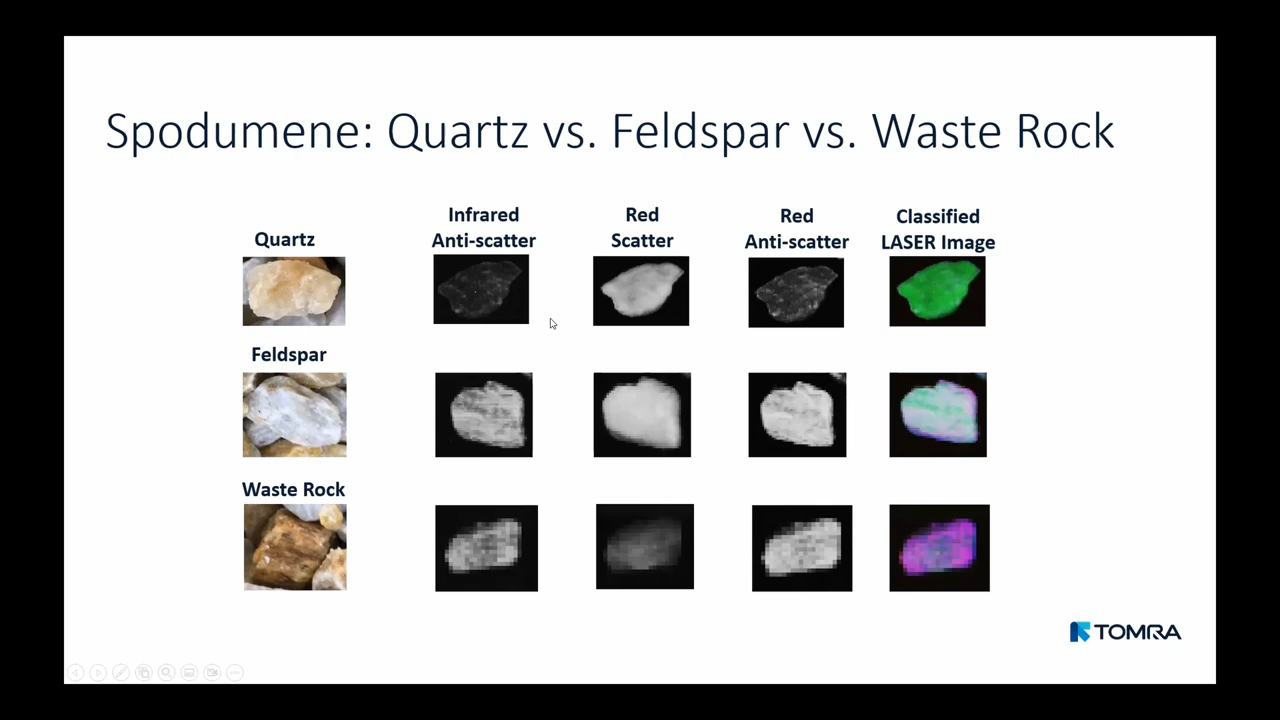 Spodumene: Quartz vs. Feldspar vs. Waste Rock
Quartz
Infrared
Anti-scatter
Red
Scatter
Red
Anti-scatter
Classified
LASER Image
Feldspar
Waste Rock
TOMRA